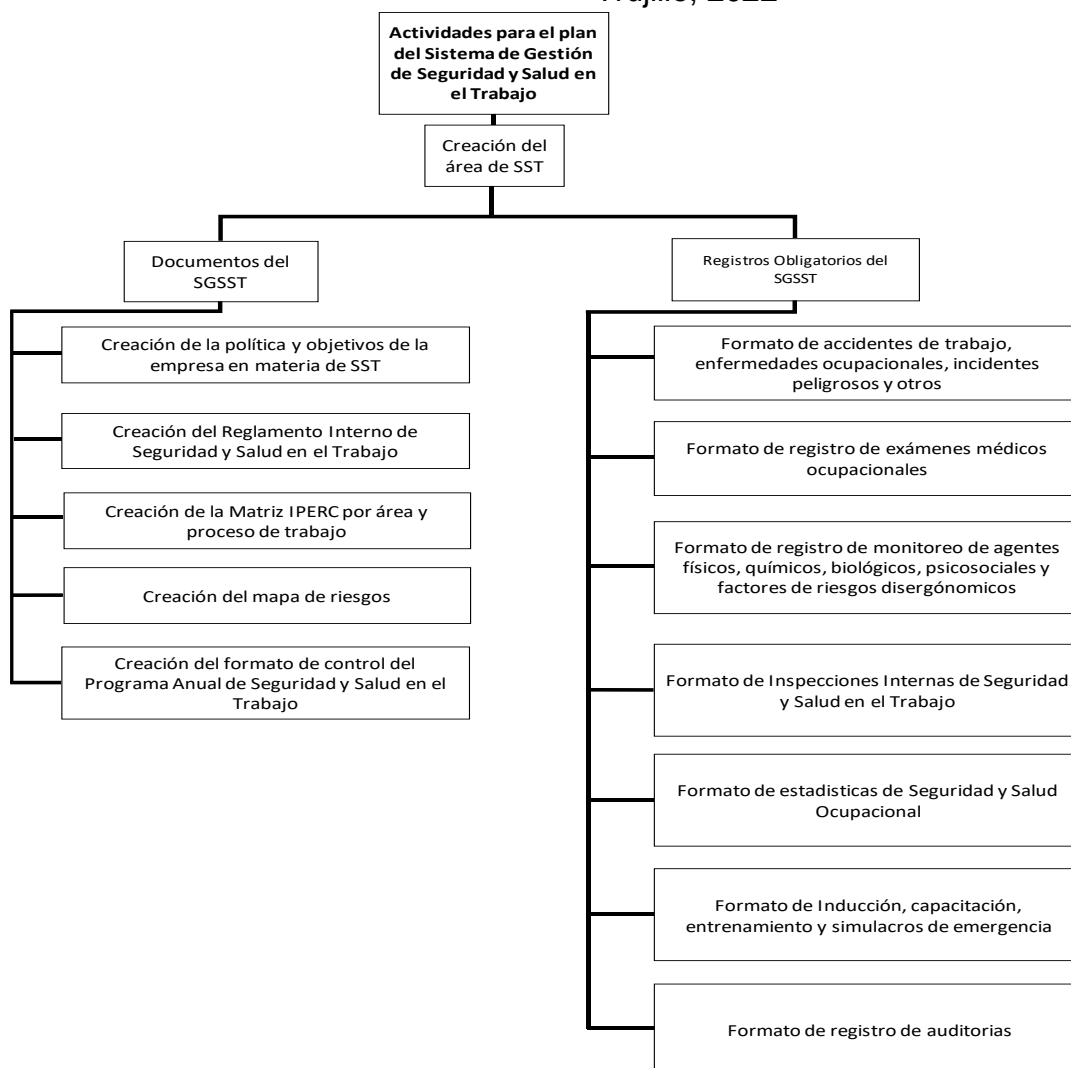 Trujillo, 2022
Actividades para el plan
del Sistema de Gestión
de Seguridad y Salud en
el Trabajo
Creación del
área de SST
Documentos del
SGSST
Creación de la política y objetivos de la
empresa en materia de SST
Creación del Reglamento Interno de
Seguridad y Salud en el Trabajo
Creación de la Matriz IPERC por área y
proceso de trabajo
Creación del mapa de riesgos
Creación del formato de control del
Programa Anual de Seguridad y Salud en el
Trabajo
Registros Obligatorios del
SGSST
Formato de accidentes de trabajo,
enfermedades ocupacionales, incidentes
peligrosos y otros
Formato de registro de exámenes médicos
ocupacionales
Formato de registro de monitoreo de agentes
físicos, químicos, biológicos, psicosociales y
factores de riesgos disergónomicos
Formato de Inspecciones Internas de Seguridad
y Salud en el Trabajo
Formato de estadisticas de Seguridad y Salud
Ocupacional
Formato de Inducción, capacitación,
entrenamiento y simulacros de emergencia
Formato de registro de auditorias